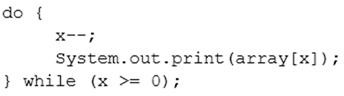 do {
x--;
System.out.print(array[x]);
} while (x >= 0);